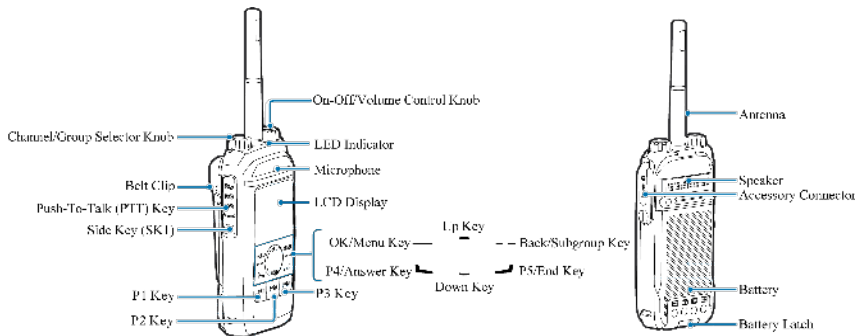 On-Off/Volume Control Knob
Channel/Group Selector Knob
LED Indicator
Microphone
Belt Clip
Push-To-Talk (PTT) Key
LCD Display
Side Key (SK1)
Up Key
OK/Menu Key
Back/Subgroup Key
P4/Answer Key
P5/End Key
Down Key
P1 Key
P3 Key
P2 Key
Antenna
Speaker
Accessory Connector
Battery
Battery Latch